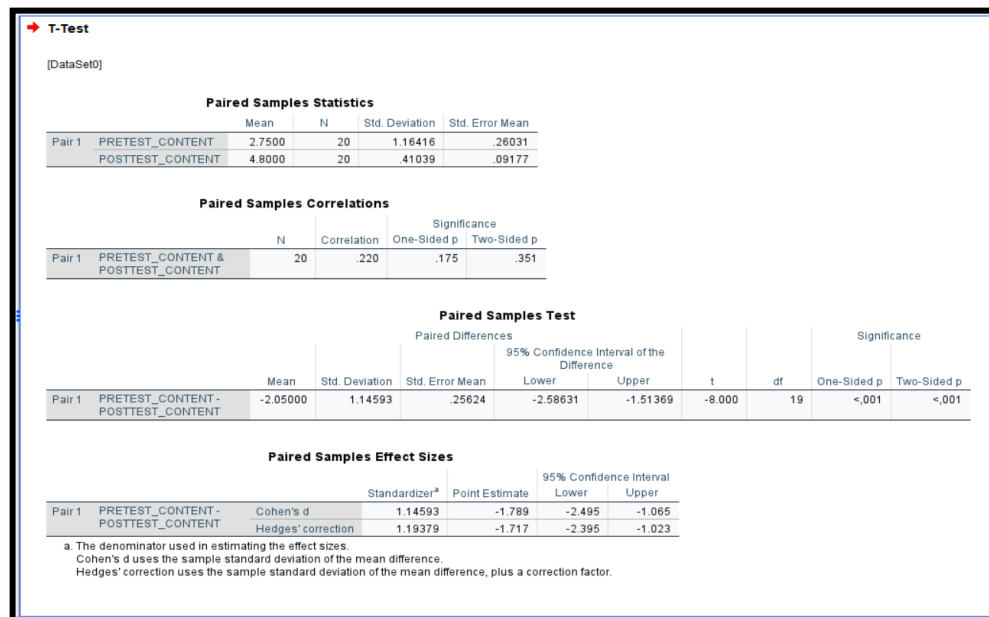 T-Test
[DataSet0]
Paired Samples Statistics
Mean N Std. Deviation Std. Error Mean
Pair 1 PRETEST_CONTENT 2.7500 20 1.16416 .26031
POSTTEST_CONTENT 4.8000 20 .41039 .09177
Paired Samples Correlations
Significance
N Correlation One-Sided p Two-Sided p
Pair 1 PRETEST_CONTENT & 20 .220 .175 .351
POSTTEST_CONTENT
Paired Samples Test
Paired Differences Significance
95% Confidence Interval of the
Difference
Mean Std. Deviation Std. Error Mean Lower Upper t df One-Sided p Two-Sided p
Pair 1 PRETEST_CONTENT - -2.05000 1.14593 .25624 -2.58631 -1.51369 -8.000 19 <,001 <,001
POSTTEST_CONTENT
Paired Samples Effect Sizes
95% Confidence Interval
Standardizerᵃ Point Estimate Lower Upper
Pair 1 PRETEST_CONTENT - Cohen's d 1.14593 -1.789 -2.495 -1.065
POSTTEST_CONTENT Hedges' correction 1.19379 -1.717 -2.395 -1.023
a. The denominator used in estimating the effect sizes.
Cohen's d uses the sample standard deviation of the mean difference.
Hedges' correction uses the sample standard deviation of the mean difference, plus a correction factor.